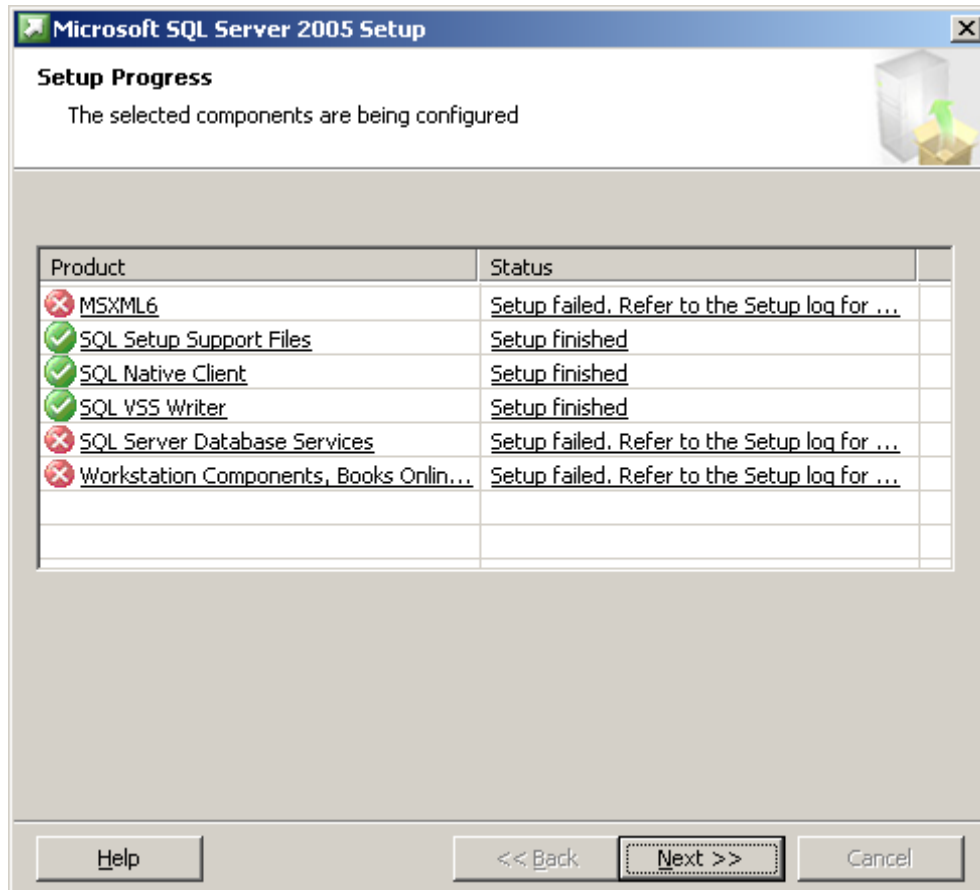 Microsoft SQL Server 2005 Setup
Setup Progress
The selected components are being configured
Product Status
MSXML6 Setup failed. Refer to the Setup log for ...
SQL Setup Support Files Setup finished
SQL Native Client Setup finished
SQL VSS Writer Setup finished
SQL Server Database Services Setup failed. Refer to the Setup log for ...
Workstation Components, Books Onlin... Setup failed. Refer to the Setup log for ...
Help << Back Next >> Cancel